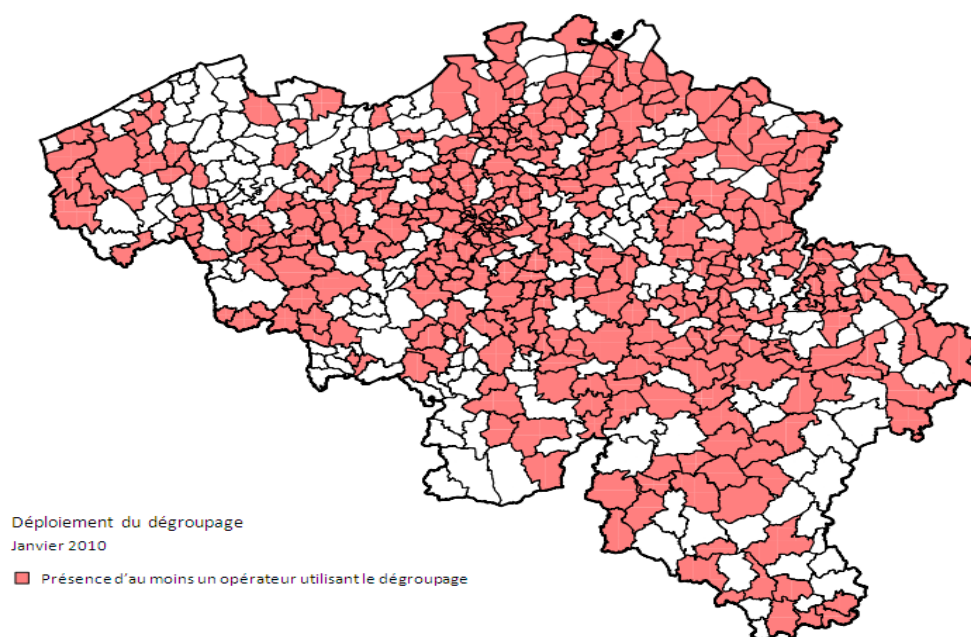 Déploiement du dégroupage
Janvier 2010
Présence d'au moins un opérateur utilisant le dégroupage